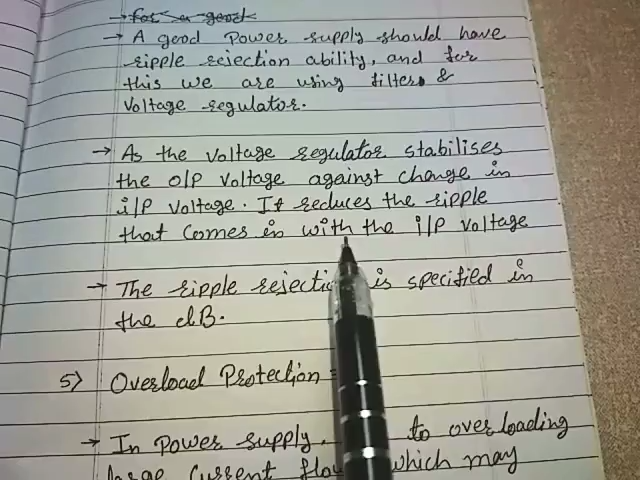 → for a good
→ A good Power supply should have
ripple rejection ability, and for
this we are using filters &
Voltage regulator.
→ As the voltage regulator stabilises
the O/P voltage against change in
i/P voltage. It reduces the ripple
that comes in with the i/P voltage
→ The ripple is specified in
the dB.
5) Overload Protection
→ In Power supply, to overloading
large current which may